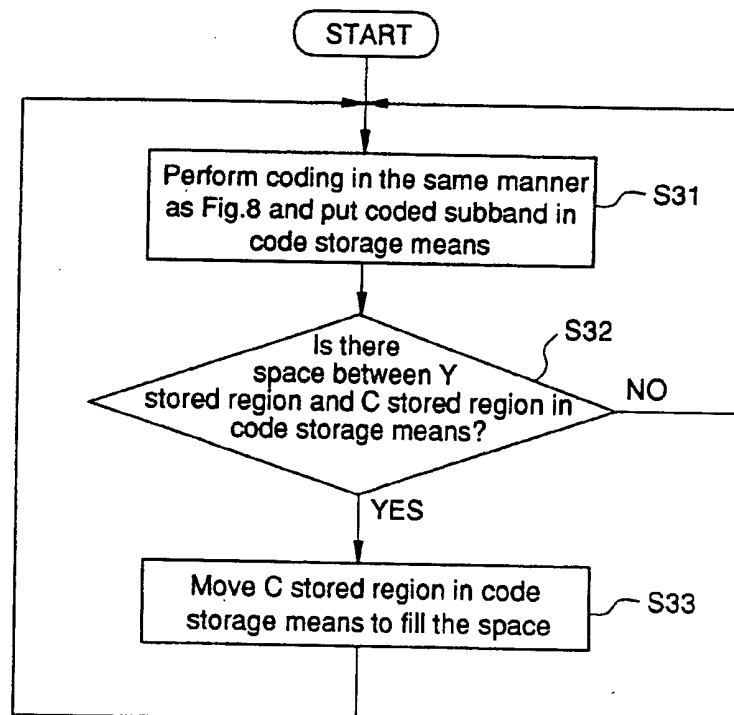 START
Perform coding in the same manner
as Fig.8 and put coded subband in
code storage means
S31
Is there
space between Y
stored region and C stored region in
code storage means?
S32
NO
YES
Move C stored region in code
storage means to fill the space
S33